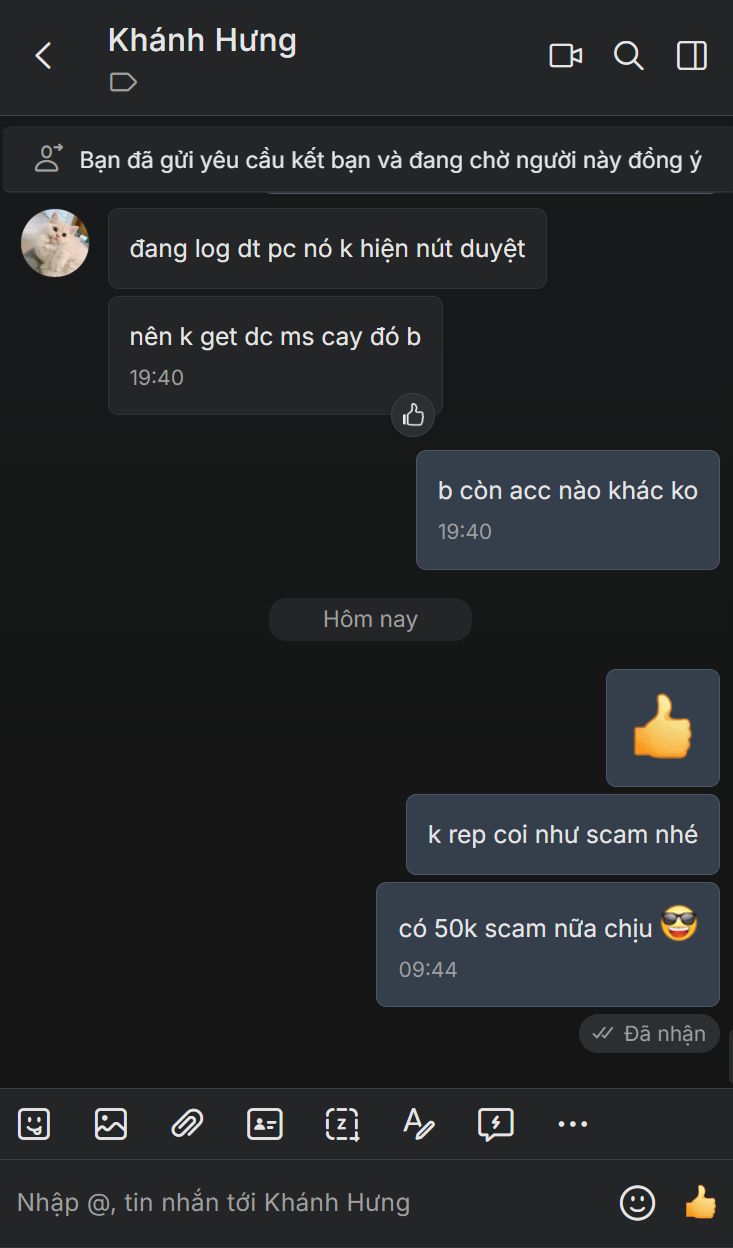 Khánh Hưng
Bạn đã gửi yêu cầu kết bạn và đang chờ người này đồng ý
đang log dt pc nó k hiện nút duyệt
nên k get dc ms cay đó b
19:40
b còn acc nào khác ko
19:40
Hôm nay
k rep coi như scam nhé
có 50k scam nữa chịu 😎
09:44
Đã nhận
Nhập @, tin nhắn tới Khánh Hưng